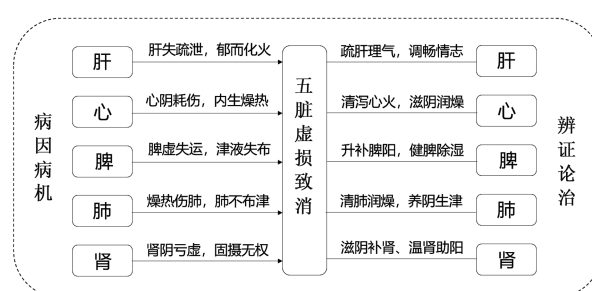 病因病机
肝
肝失疏泄，郁而化火
疏肝理气，调畅情志
肝
心
心阴耗伤，内生燥热
清泻心火，滋阴润燥
心
脾
脾虚失运，津液失布
升补脾阳，健脾除湿
脾
肺
燥热伤肺，肺不布津
清肺润燥，养阴生津
肺
肾
肾阴亏虚，固摄无权
滋阴补肾、温肾助阳
肾
五脏虚损致消
辨证论治